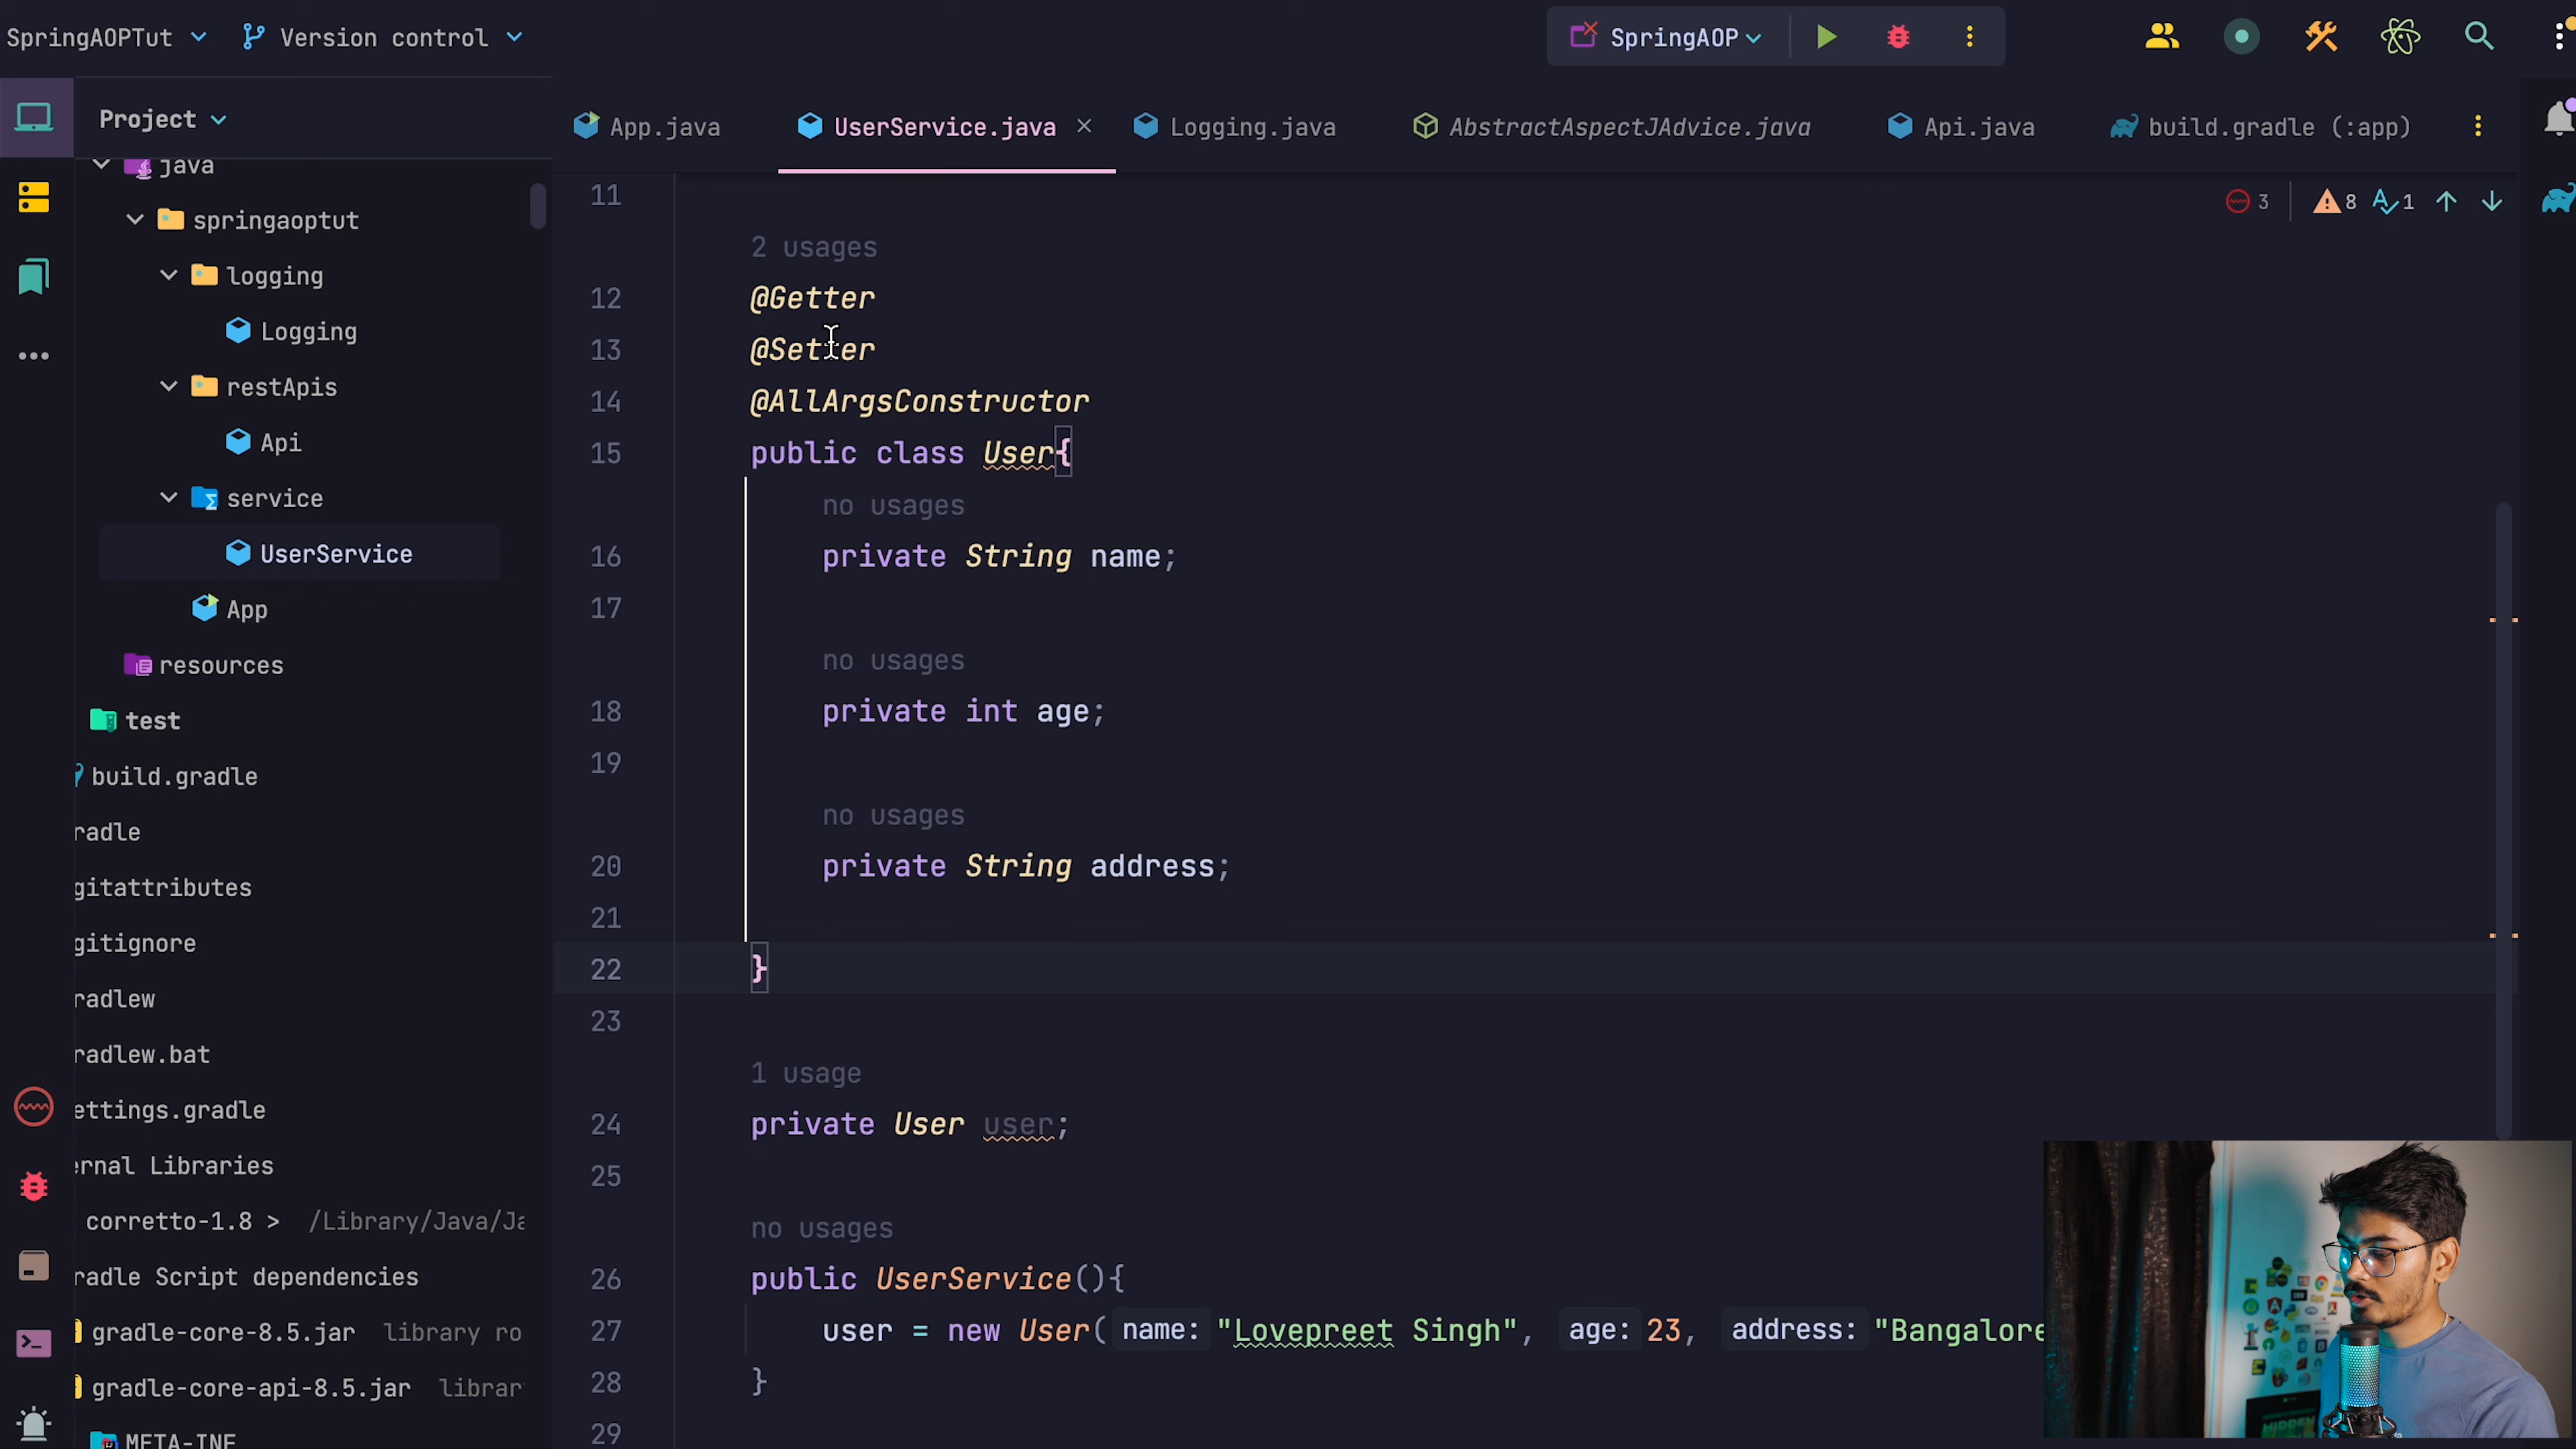 SpringAOPTut
Version control
SpringAOP
Project
App.java
UserService.java
Logging.java
AbstractAspectJAdvice.java
Api.java
build.gradle (:app)
java
springaoptut
logging
Logging
restApis
Api
service
UserService
App
resources
test
build.gradle
radle
gitattributes
gitignore
radlew
radlew.bat
ettings.gradle
ernal Libraries
corretto-1.8 > /Library/Java/Ja
radle Script dependencies
gradle-core-8.5.jar library ro
gradle-core-api-8.5.jar librar
META-INF
3 8 1
11
2 usages
12 @Getter
13 @Setter
14 @AllArgsConstructor
15 public class User{
no usages
16 private String name;
17
no usages
18 private int age;
19
no usages
20 private String address;
21
22 }
23
1 usage
24 private User user;
25
no usages
26 public UserService(){
27 user = new User( name: "Lovepreet Singh", age: 23, address: "Bangalore
28 }
29